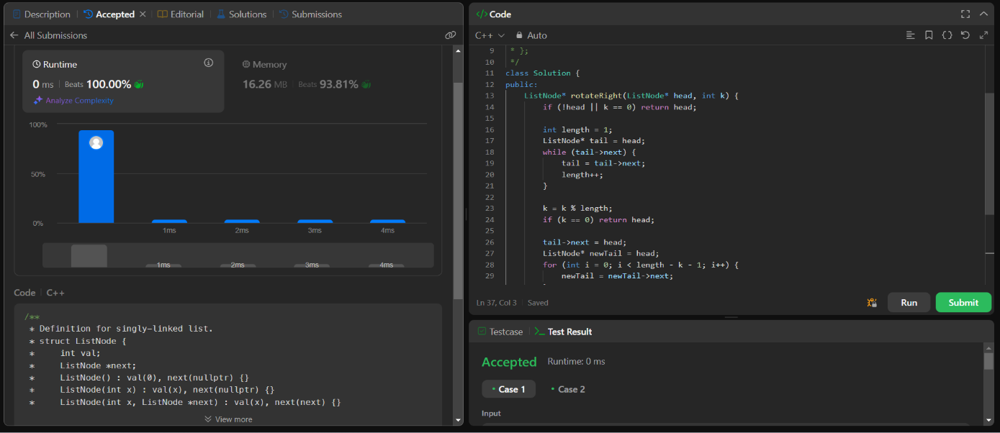 Description
Accepted
Editorial
Solutions
Submissions
All Submissions
Runtime
0 ms | Beats 100.00%
Analyze Complexity
Memory
16.26 MB | Beats 93.81%
100%
50%
0%
1ms 2ms 3ms 4ms
1ms 2ms 3ms 4ms
Code | C++
/**
* Definition for singly-linked list.
* struct ListNode {
*     int val;
*     ListNode *next;
*     ListNode() : val(0), next(nullptr) {}
*     ListNode(int x) : val(x), next(nullptr) {}
*     ListNode(int x, ListNode *next) : val(x), next(next) {}
View more
</> Code
C++ Auto
9 * };
10 */
11 class Solution {
12 public:
13     ListNode* rotateRight(ListNode* head, int k) {
14         if (!head || k == 0) return head;
15
16         int length = 1;
17         ListNode* tail = head;
18         while (tail->next) {
19             tail = tail->next;
20             length++;
21         }
22
23         k = k % length;
24         if (k == 0) return head;
25
26         tail->next = head;
27         ListNode* newTail = head;
28         for (int i = 0; i < length - k - 1; i++) {
29             newTail = newTail->next;
Ln 37, Col 3 | Saved
Run
Submit
Testcase
>_ Test Result
Accepted Runtime: 0 ms
• Case 1 • Case 2
Input